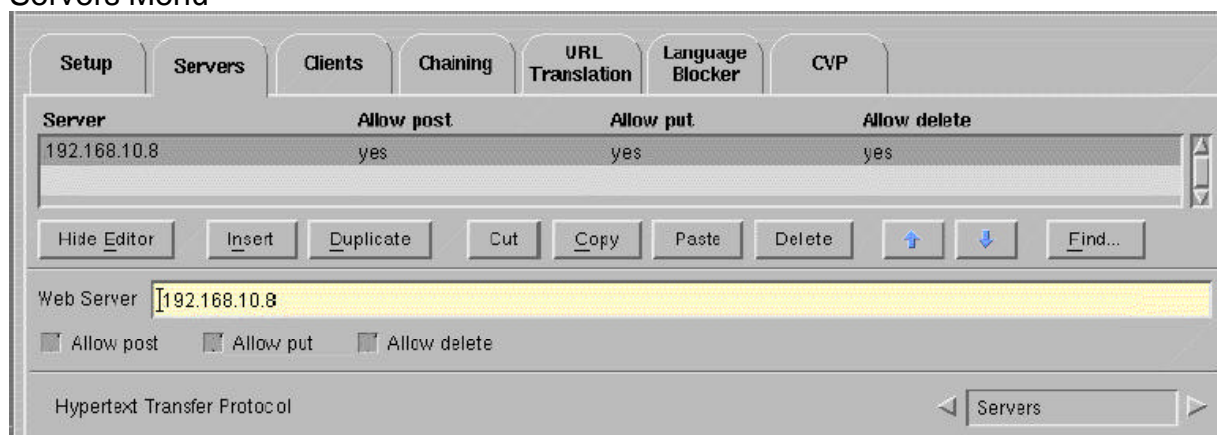 Servers Menu
Setup Servers Clients Chaining URL Translation Language Blocker CVP
Server Allow post Allow put Allow delete
192.168.10.8 yes yes yes
Hide Editor Insert Duplicate Cut Copy Paste Delete Find...
Web Server 192.168.10.8
Allow post Allow put Allow delete
Hypertext Transfer Protocol Servers